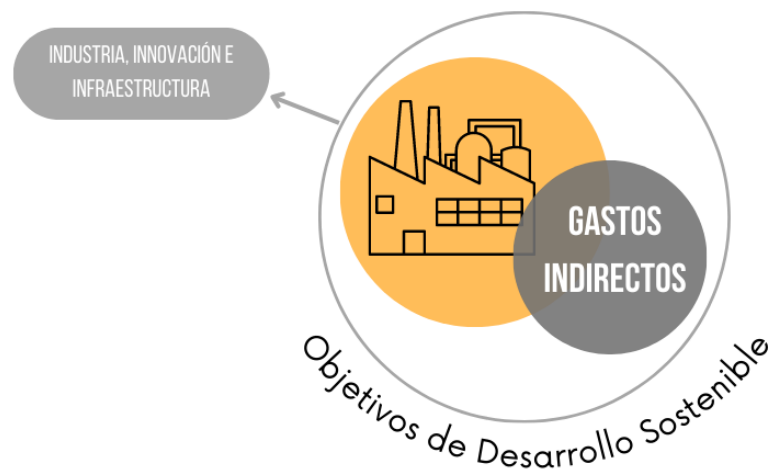 INDUSTRIA, INNOVACIÓN E
INFRAESTRUCTURA
GASTOS
INDIRECTOS
Objetivos de Desarrollo Sostenible